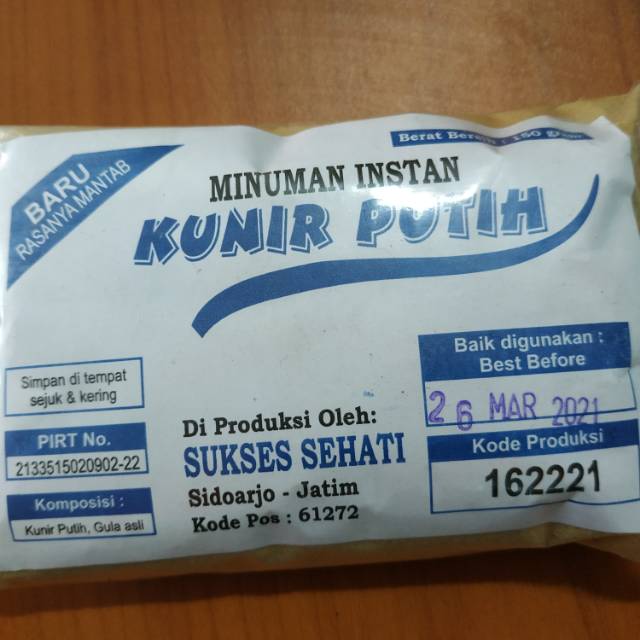 Berat Bersih : 150 gram
BARU
RASANYA MANTAB
MINUMAN INSTAN
KUNIR PUTIH
Simpan di tempat
sejuk & kering
PIRT No.
2133515020902-22
Komposisi :
Kunir Putih, Gula asli
Di Produksi Oleh:
SUKSES SEHATI
Sidoarjo - Jatim
Kode Pos : 61272
Baik digunakan :
Best Before
26 MAR 2021
Kode Produksi
162221